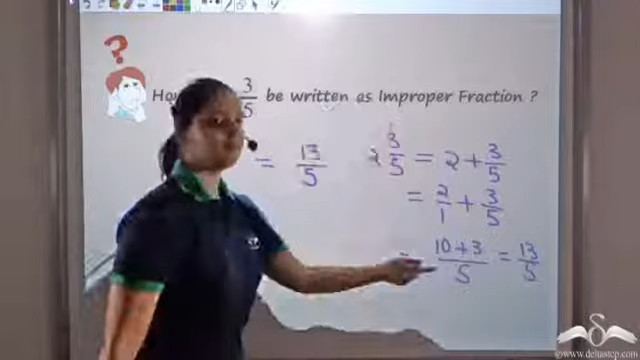 ?
Ho 3/5 be written as Improper Fraction ?
= 13/5
2 3/5 = 2 + 3/5
= 2/1 + 3/5
= 10 + 3/5 = 13/5
©www.deltastep.com